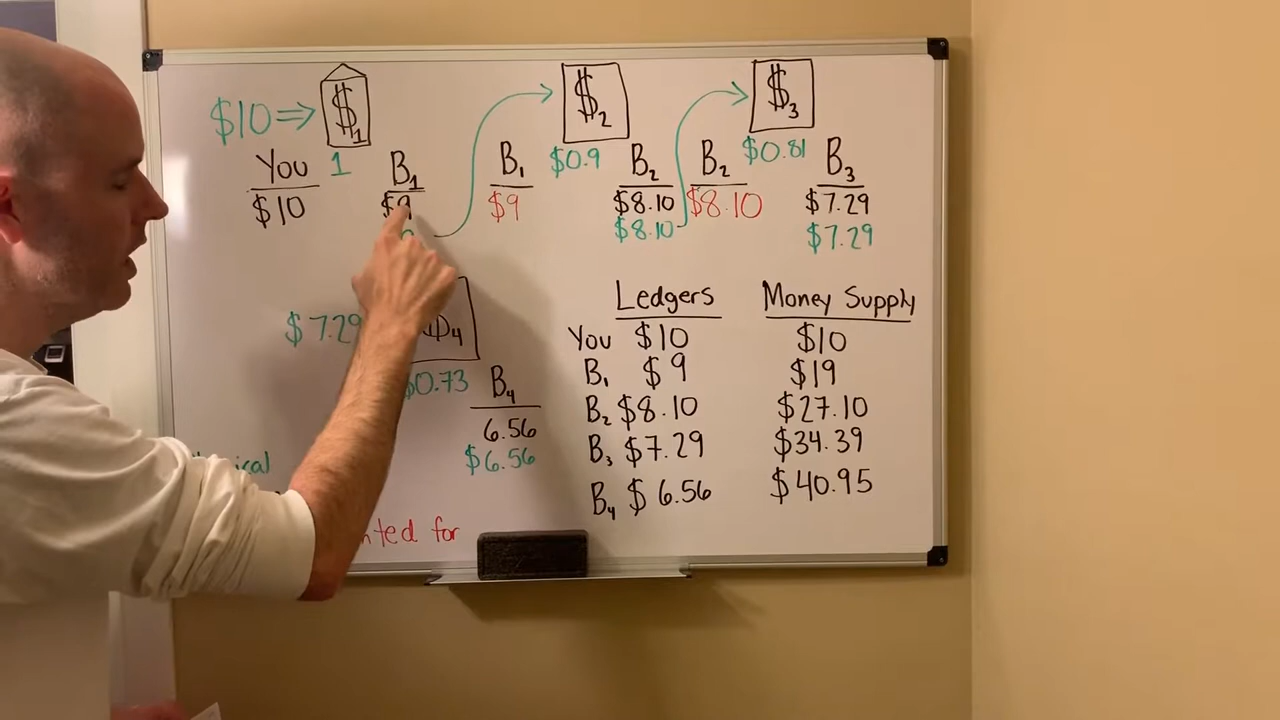 $10 ⇒ $1
1
You
$10
B1
$9
B1
$9
$2
$0.9
B2
$8.10
$8.10
B2
$8.10
$3
$0.81
B3
$7.29
$7.29
$7.29
$0.73
B4
6.56
$6.56
Ledgers Money Supply
You $10 $10
B1 $9 $19
B2 $8.10 $27.10
B3 $7.29 $34.39
B4 $6.56 $40.95
for